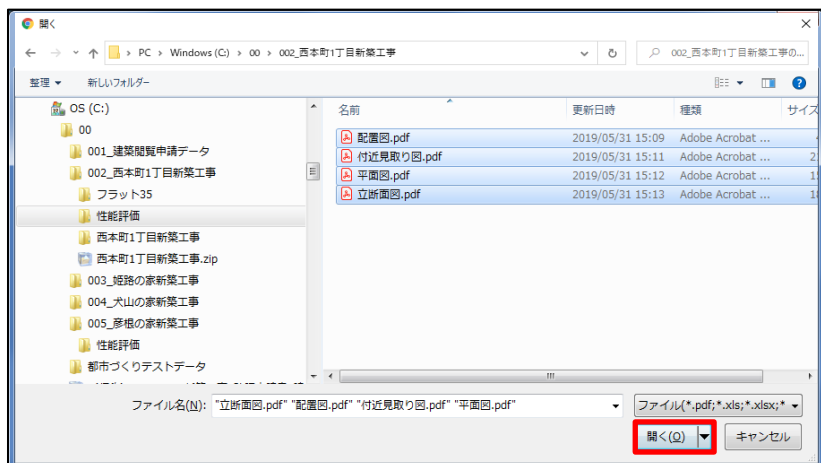 開く
PC › Windows (C:) › 00 › 002_西本町1丁目新築工事
002_西本町1丁目新築工事の...
整理 新しいフォルダー
OS (C:)
名前 更新日時 種類 サイズ
00
001_建築閲覧申請データ
002_西本町1丁目新築工事
フラット35
性能評価
西本町1丁目新築工事
西本町1丁目新築工事.zip
003_姫路の家新築工事
004_犬山の家新築工事
005_彦根の家新築工事
性能評価
都市づくりテストデータ
配置図.pdf 2019/05/31 15:09 Adobe Acrobat ...
付近見取り図.pdf 2019/05/31 15:11 Adobe Acrobat ...
平面図.pdf 2019/05/31 15:12 Adobe Acrobat ...
立断面図.pdf 2019/05/31 15:13 Adobe Acrobat ...
ファイル名(N): "立断面図.pdf" "配置図.pdf" "付近見取り図.pdf" "平面図.pdf"
ファイル(*.pdf;*.xls;*.xlsx;*
開く(O) キャンセル